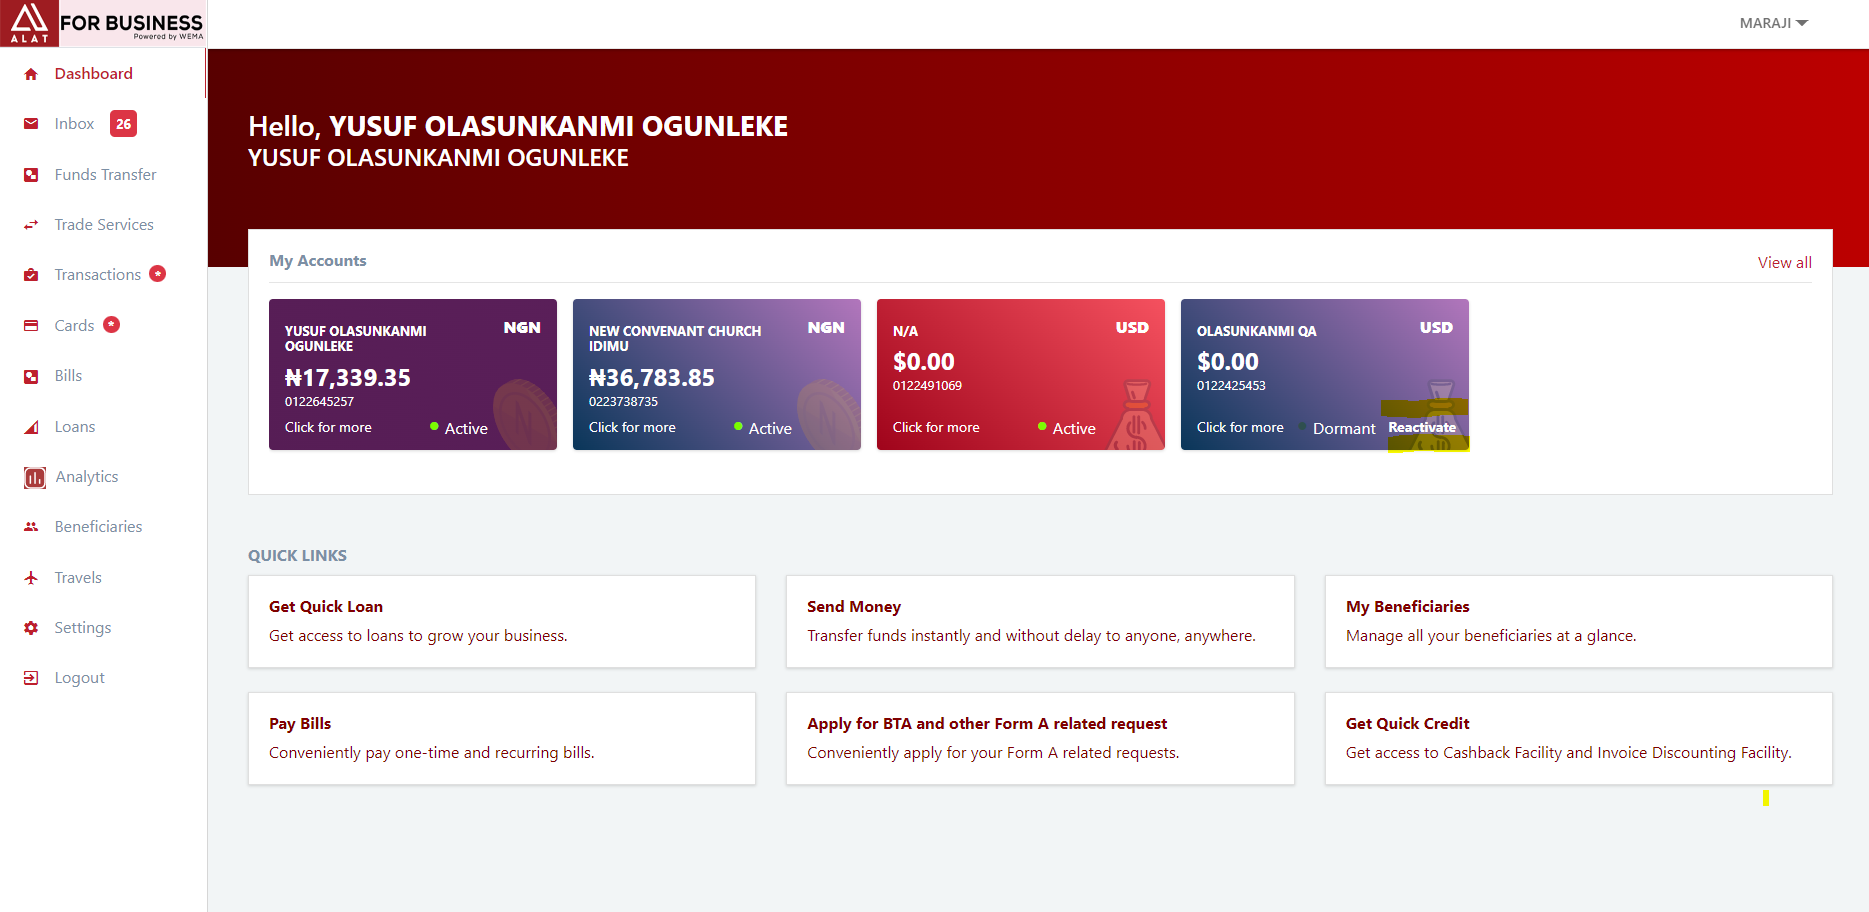 ALAT
FOR BUSINESS
Powered by WEMA
MARAJI
Dashboard
Inbox 26
Funds Transfer
Trade Services
Transactions *
Cards *
Bills
Loans
Analytics
Beneficiaries
Travels
Settings
Logout
Hello, YUSUF OLASUNKANMI OGUNLEKE
YUSUF OLASUNKANMI OGUNLEKE
My Accounts
View all
YUSUF OLASUNKANMI
OGUNLEKE
NGN
₦17,339.35
0122645257
Click for more
Active
NEW CONVENANT CHURCH
IDIMU
NGN
₦36,783.85
0223738735
Click for more
Active
N/A
USD
$0.00
0122491069
Click for more
Active
OLASUNKANMI QA
USD
$0.00
0122425453
Click for more
Dormant
Reactivate
QUICK LINKS
Get Quick Loan
Get access to loans to grow your business.
Send Money
Transfer funds instantly and without delay to anyone, anywhere.
My Beneficiaries
Manage all your beneficiaries at a glance.
Pay Bills
Conveniently pay one-time and recurring bills.
Apply for BTA and other Form A related request
Conveniently apply for your Form A related requests.
Get Quick Credit
Get access to Cashback Facility and Invoice Discounting Facility.